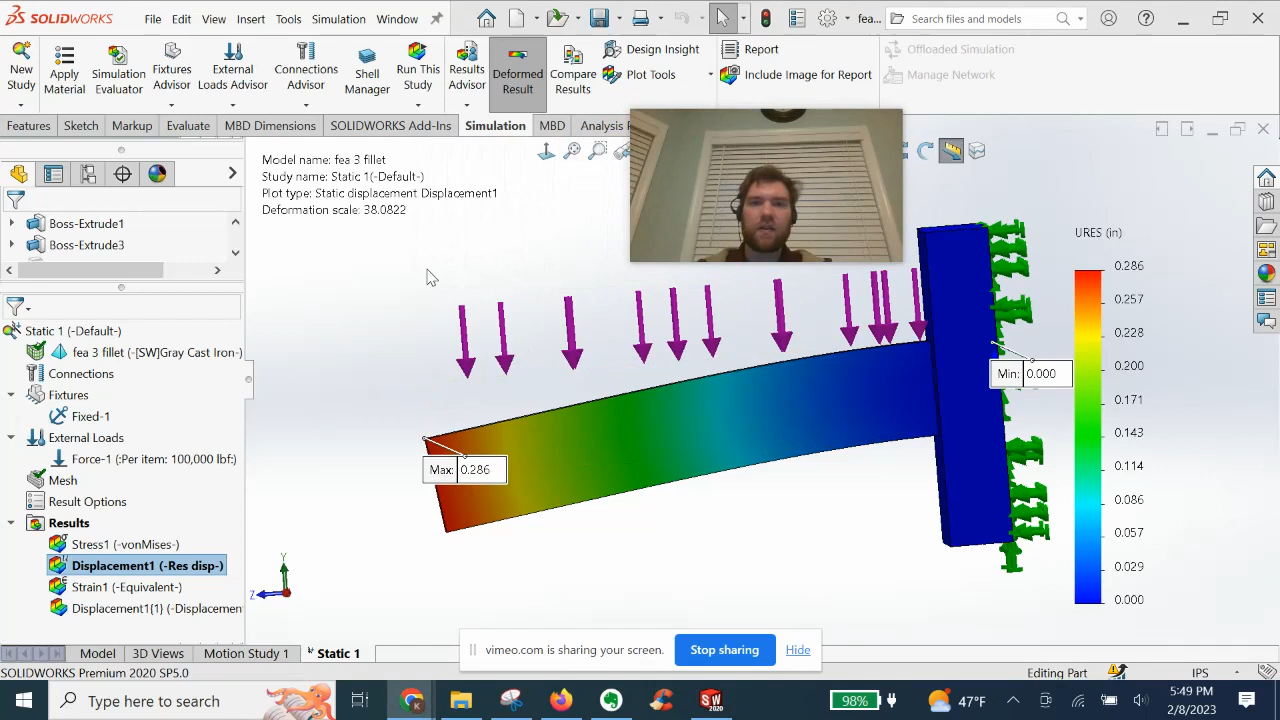 SOLIDWORKS
File
Edit
View
Insert
Tools
Simulation
Window
fea...
Search files and models
New Study
Apply Material
Simulation Evaluator
Fixtures Advisor
External Loads Advisor
Connections Advisor
Shell Manager
Run This Study
Results Advisor
Deformed Result
Compare Results
Design Insight
Plot Tools
Report
Include Image for Report
Offloaded Simulation
Manage Network
Features
Sketch
Markup
Evaluate
MBD Dimensions
SOLIDWORKS Add-Ins
Simulation
MBD
Analysis
Model name: fea 3 fillet
Study name: Static 1(-Default-)
Plot type: Static displacement Displacement1
Deformation scale: 38.0822
Boss-Extrude1
Boss-Extrude3
Static 1 (-Default-)
fea 3 fillet (-[SW]Gray Cast Iron-)
Connections
Fixtures
Fixed-1
External Loads
Force-1 (:Per item: 100,000 lbf:)
Mesh
Result Options
Results
Stress1 (-vonMises-)
Displacement1 (-Res disp-)
Strain1 (-Equivalent-)
Displacement1{1} (-Displacemen
Max: 0.286
Min: 0.000
URES (in)
0.286
0.257
0.228
0.200
0.171
0.143
0.114
0.086
0.057
0.029
0.000
Y
Z
vimeo.com is sharing your screen.
Stop sharing
Hide
Model
3D Views
Motion Study 1
Static 1
SOLIDWORKS Premium 2020 SP5.0
Editing Part
IPS
Type here to search
SW
2020
98%
47°F
5:49 PM
2/8/2023